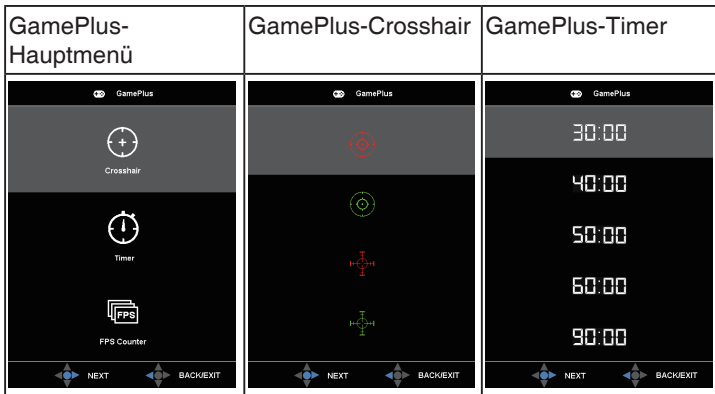 GamePlus-
Hauptmenü
GamePlus-Crosshair
GamePlus-Timer
GamePlus
Crosshair
Timer
FPS
FPS Counter
NEXT BACK/EXIT
GamePlus
NEXT BACK/EXIT
GamePlus
30:00
40:00
50:00
60:00
90:00
NEXT BACK/EXIT